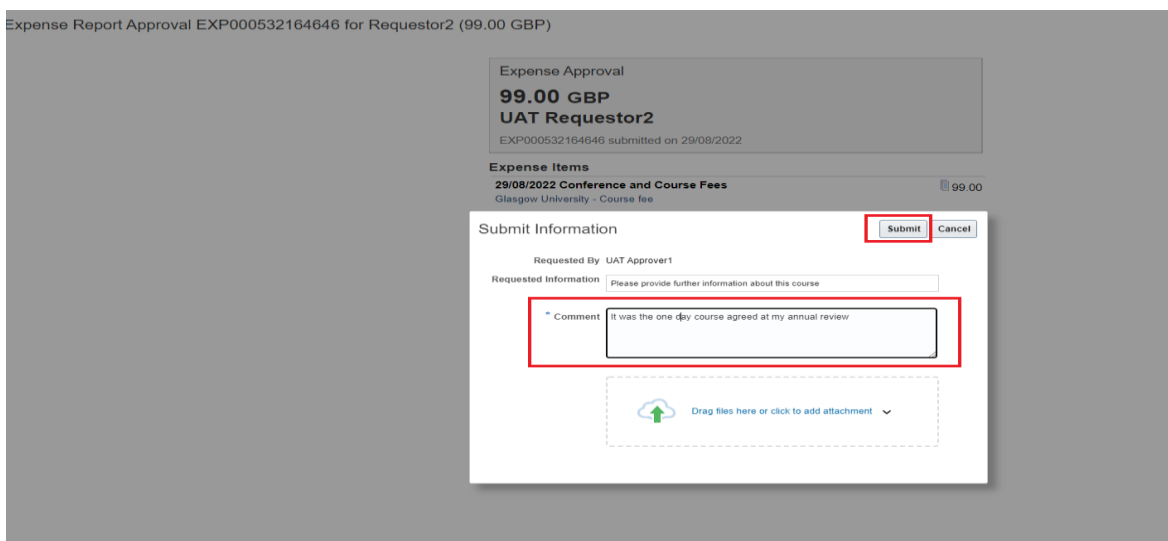 Expense Report Approval EXP000532164646 for Requestor2 (99.00 GBP)
Expense Approval
99.00 GBP
UAT Requestor2
EXP000532164646 submitted on 29/08/2022
Expense Items
29/08/2022 Conference and Course Fees 99.00
Glasgow University - Course fee
Submit Information Submit Cancel
Requested By UAT Approver1
Requested Information Please provide further information about this course
* Comment It was the one day course agreed at my annual review
Drag files here or click to add attachment